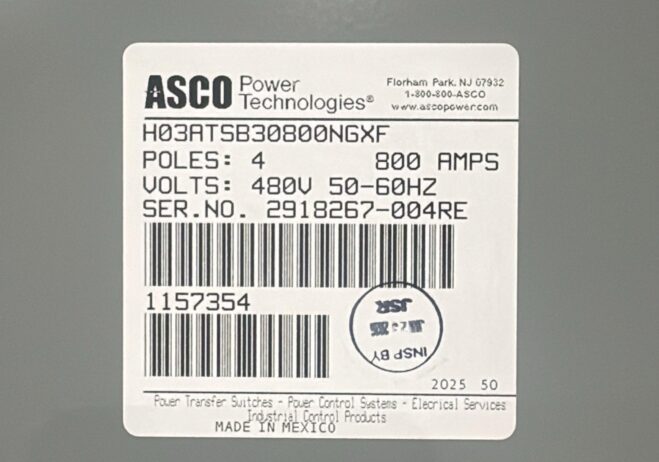 ASCO Power Technologies®
Florham Park, NJ 07932
1-800-800-ASCO
www.ascopower.com
H03ATSB30800NGXF
POLES: 4 800 AMPS
VOLTS: 480V 50-60HZ
SER.NO. 2918267-004RE
1157354
JSR
INSP BY
2025 50
Power Transfer Switches - Power Control Systems - Elecrical Services
Industrial Control Products
MADE IN MEXICO